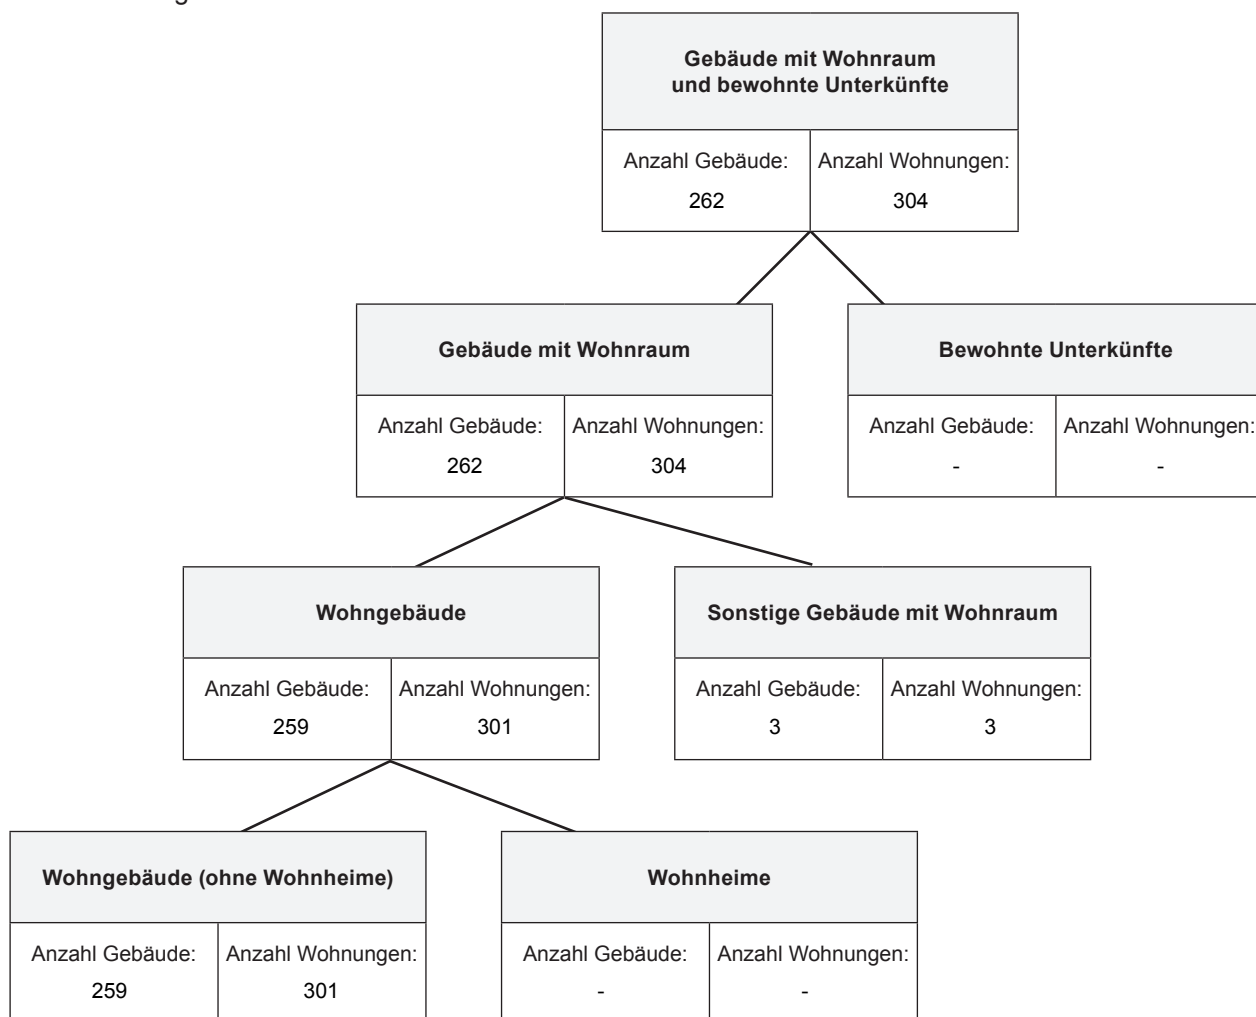 Gebäude mit Wohnraum
und bewohnte Unterkünfte
Anzahl Gebäude: Anzahl Wohnungen:
262 304
Gebäude mit Wohnraum
Bewohnte Unterkünfte
Anzahl Gebäude: Anzahl Wohnungen:
262 304
Anzahl Gebäude: Anzahl Wohnungen:
- -
Wohngebäude
Sonstige Gebäude mit Wohnraum
Anzahl Gebäude: Anzahl Wohnungen:
259 301
Anzahl Gebäude: Anzahl Wohnungen:
3 3
Wohngebäude (ohne Wohnheime)
Wohnheime
Anzahl Gebäude: Anzahl Wohnungen:
259 301
Anzahl Gebäude: Anzahl Wohnungen:
- -